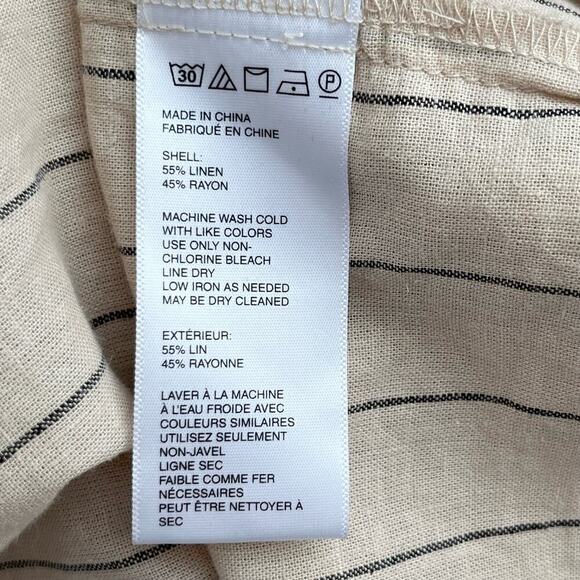 30 P
MADE IN CHINA
FABRIQUÉ EN CHINE
SHELL:
55% LINEN
45% RAYON
MACHINE WASH COLD
WITH LIKE COLORS
USE ONLY NON-
CHLORINE BLEACH
LINE DRY
LOW IRON AS NEEDED
MAY BE DRY CLEANED
EXTÉRIEUR:
55% LIN
45% RAYONNE
LAVER À LA MACHINE
À L'EAU FROIDE AVEC
COULEURS SIMILARES
UTILISEZ SEULEMENT
NON-JAVEL
LIGNE SEC
FAIBLE COMME FER
NÉCESSAIRES
PEUT ÊTRE NETTOYER À
SEC